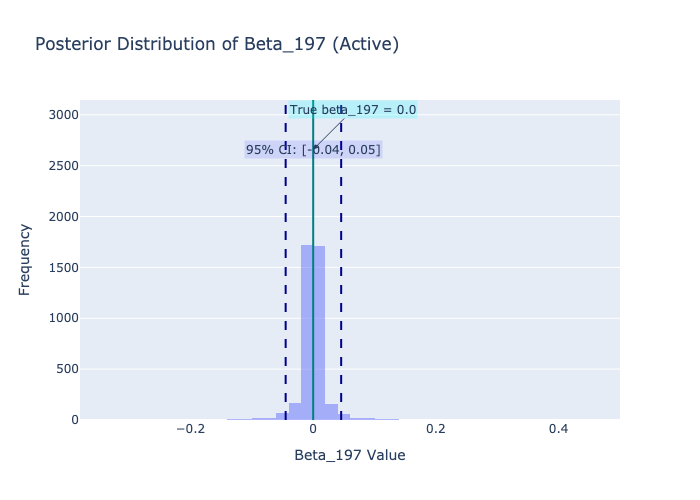 Posterior Distribution of Beta_197 (Active)
True beta_197 = 0.0
95% CI: [-0.04, 0.05]
3000
2500
2000
1500
1000
500
0
Frequency
−0.2
0
0.2
0.4
Beta_197 Value